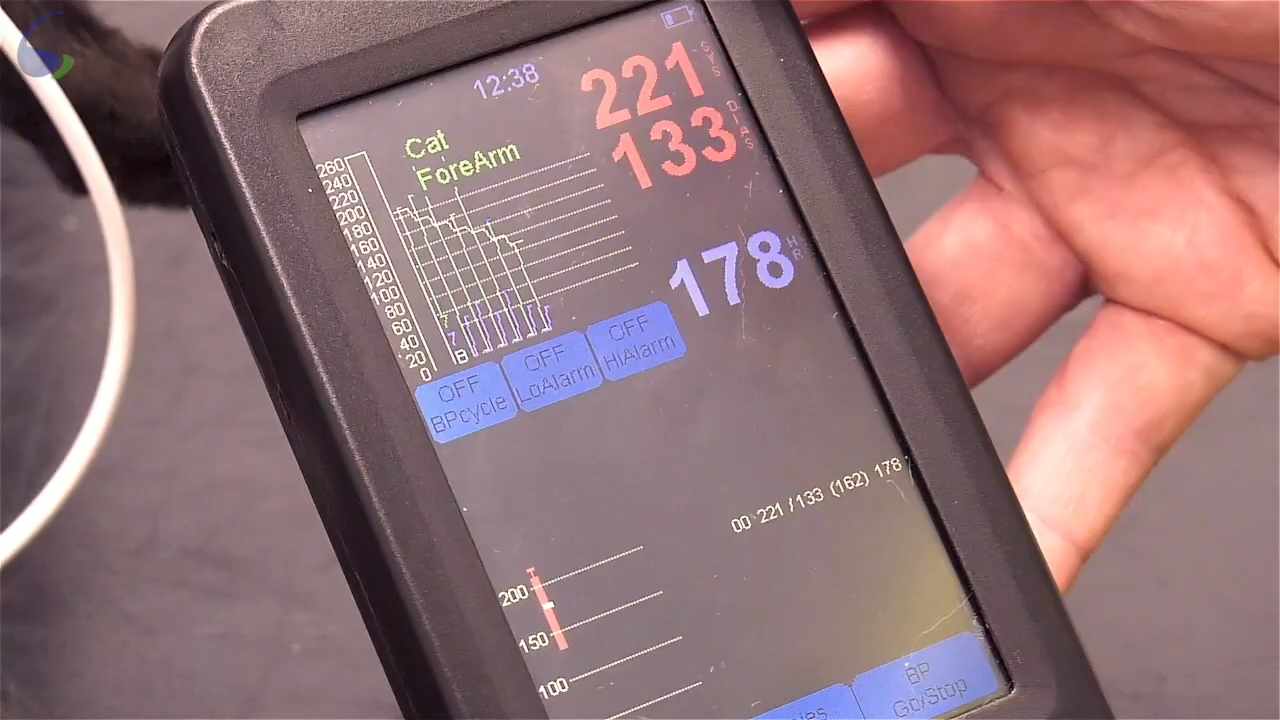 12:38
221
SYS
133
DIAS
Cat
ForeArm
260
240
220
200
180
160
140
120
100
80
60
40
20
0
B
178
HR
OFF
BPcycle
OFF
LoAlarm
OFF
HiAlarm
00 221 / 133 (162) 178
200
150
100
BP
Go/Stop